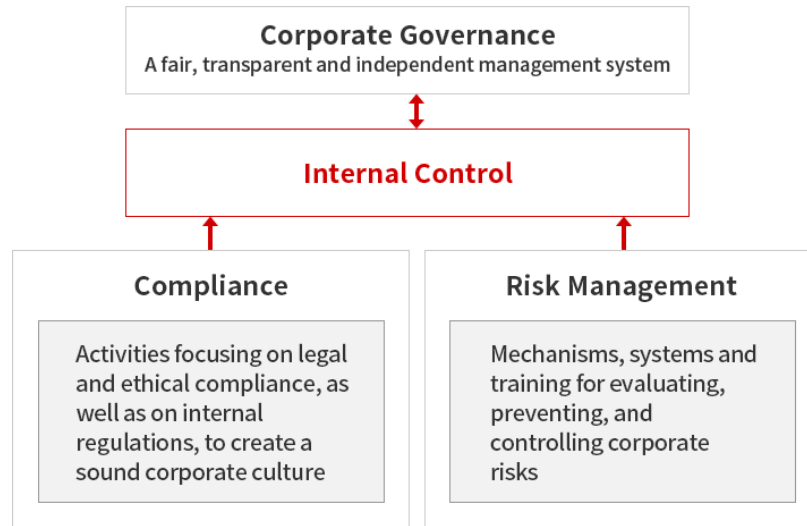 Corporate Governance
A fair, transparent and independent management system
Internal Control
Compliance
Activities focusing on legal
and ethical compliance, as
well as on internal
regulations, to create a
sound corporate culture
Risk Management
Mechanisms, systems and
training for evaluating,
preventing, and
controlling corporate
risks